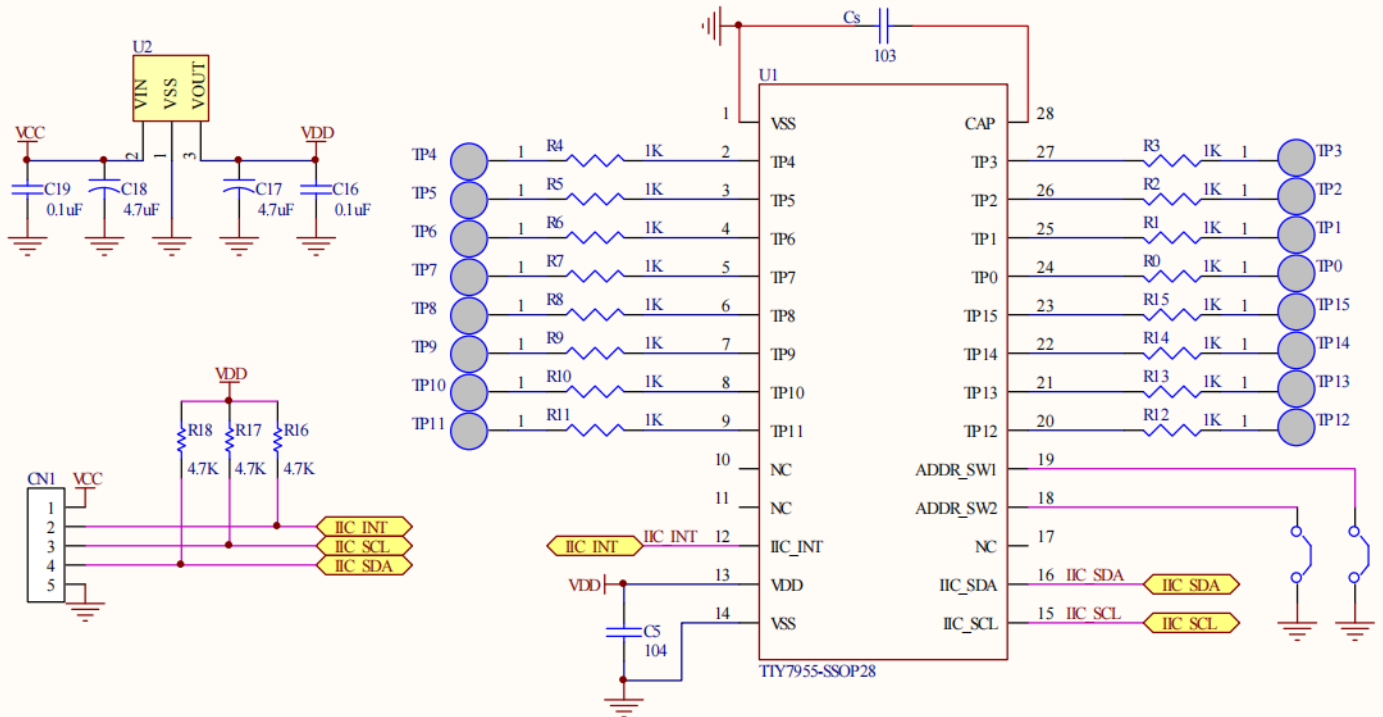 U2
VIN
VSS
VOUT
2
1
3
VCC
VDD
C19
0.1uF
C18
4.7uF
C17
4.7uF
C16
0.1uF
VDD
R18
4.7K
R17
4.7K
R16
4.7K
CN1
VCC
1
2
3
4
5
IIC_INT
IIC_SCL
IIC_SDA
Cs
103
U1
1 VSS CAP 28
TP4 1 R4 1K 2 TP4 TP3 27 R3 1K 1 TP3
TP5 1 R5 1K 3 TP5 TP2 26 R2 1K 1 TP2
TP6 1 R6 1K 4 TP6 TP1 25 R1 1K 1 TP1
TP7 1 R7 1K 5 TP7 TP0 24 R0 1K 1 TP0
TP8 1 R8 1K 6 TP8 TP15 23 R15 1K 1 TP15
TP9 1 R9 1K 7 TP9 TP14 22 R14 1K 1 TP14
TP10 1 R10 1K 8 TP10 TP13 21 R13 1K 1 TP13
TP11 1 R11 1K 9 TP11 TP12 20 R12 1K 1 TP12
10 NC ADDR_SW1 19
11 NC ADDR_SW2 18
IIC_INT IIC_INT 12 IIC_INT NC 17
VDD 13 VDD IIC_SDA 16 IIC_SDA IIC_SDA
14 VSS IIC_SCL 15 IIC_SCL IIC_SCL
C5
104
TTY7955-SSOP28